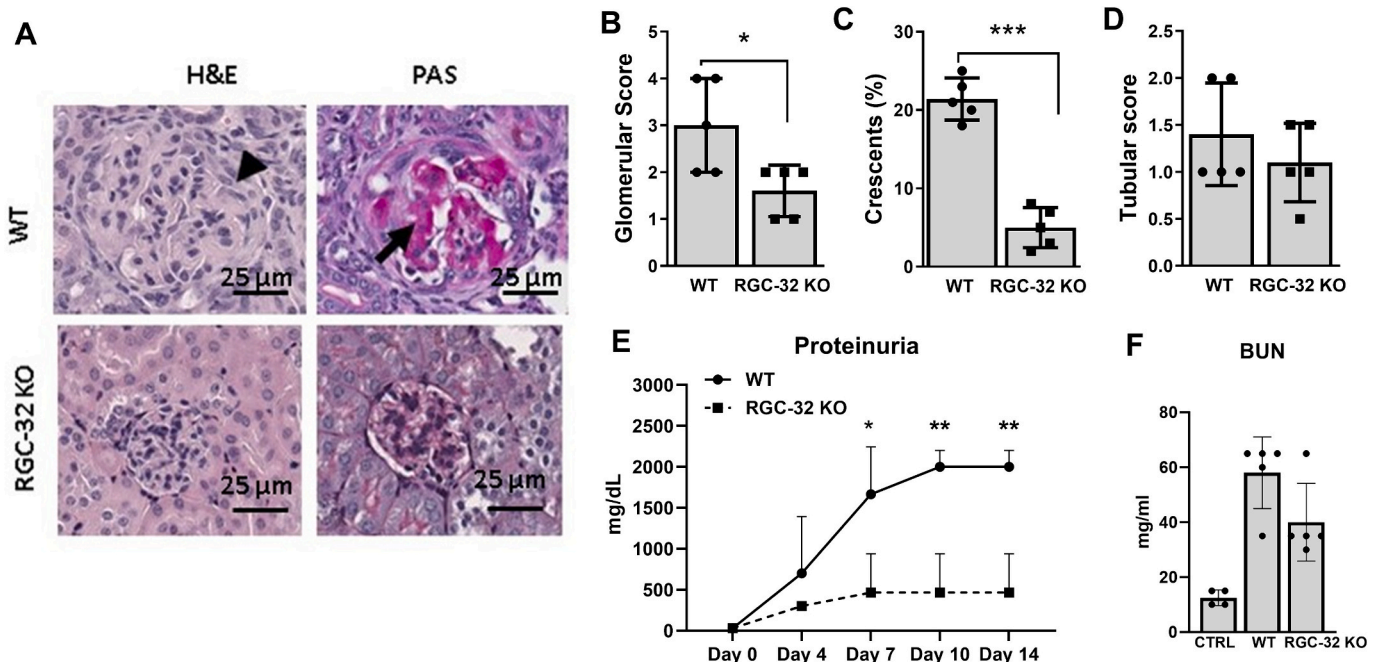 A
H&E PAS
WT
25 µm 25 µm
RGC-32 KO
25 µm 25 µm
B
Glomerular Score
5
4
3
2
1
0
*
WT RGC-32 KO
C
Crescents (%)
30
20
10
0
***
WT RGC-32 KO
D
Tubular score
2.5
2.0
1.5
1.0
0.5
0.0
WT RGC-32 KO
E
Proteinuria
WT
RGC-32 KO
mg/dL
3000
2500
2000
1500
1000
500
0
* ** **
Day 0 Day 4 Day 7 Day 10 Day 14
F
BUN
mg/ml
80
60
40
20
0
CTRL WT RGC-32 KO